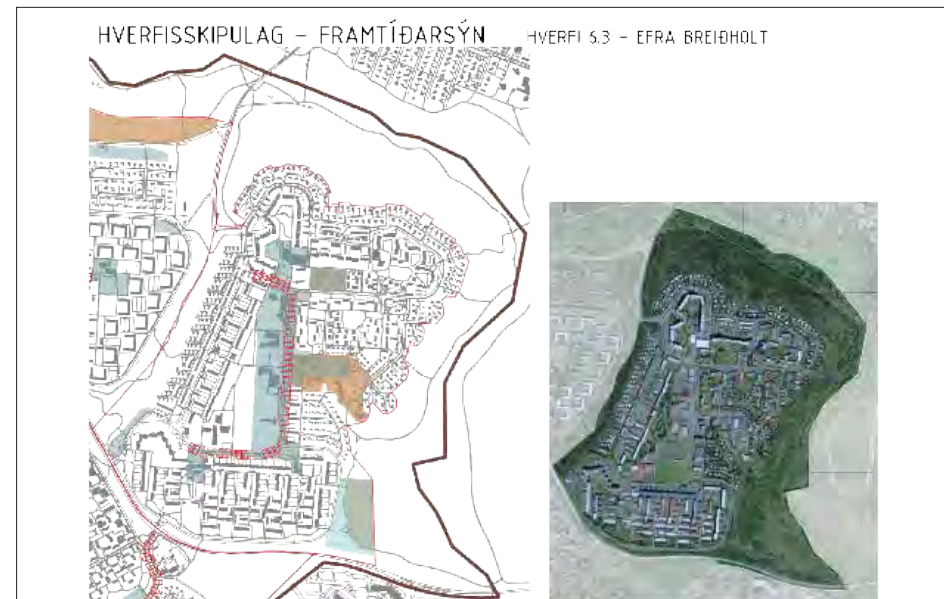 HVERFISSKIPULAG – FRAMTÍÐARSÝN HVERFI 6.3 – EFRA BREIÐHOLT